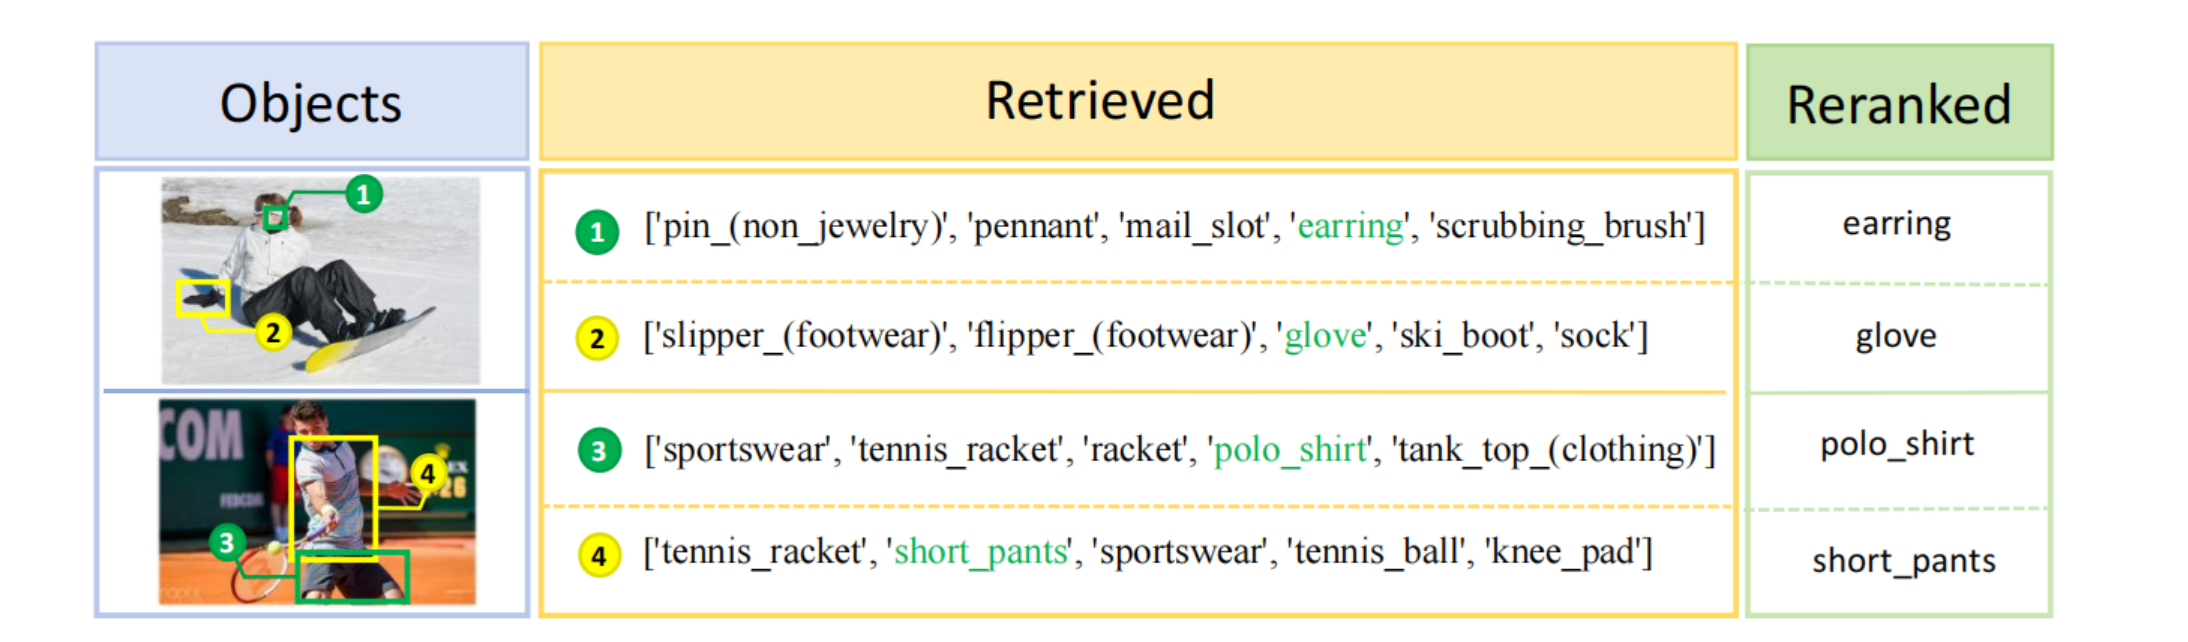 Objects
Retrieved
Reranked
1
1 ['pin_(non_jewelry)', 'pennant', 'mail_slot', 'earring', 'scrubbing_brush']
earring
2
2 ['slipper_(footwear)', 'flipper_(footwear)', 'glove', 'ski_boot', 'sock']
glove
COM
4
EX
26
3
3 ['sportswear', 'tennis_racket', 'racket', 'polo_shirt', 'tank_top_(clothing)']
polo_shirt
4 ['tennis_racket', 'short_pants', 'sportswear', 'tennis_ball', 'knee_pad']
short_pants